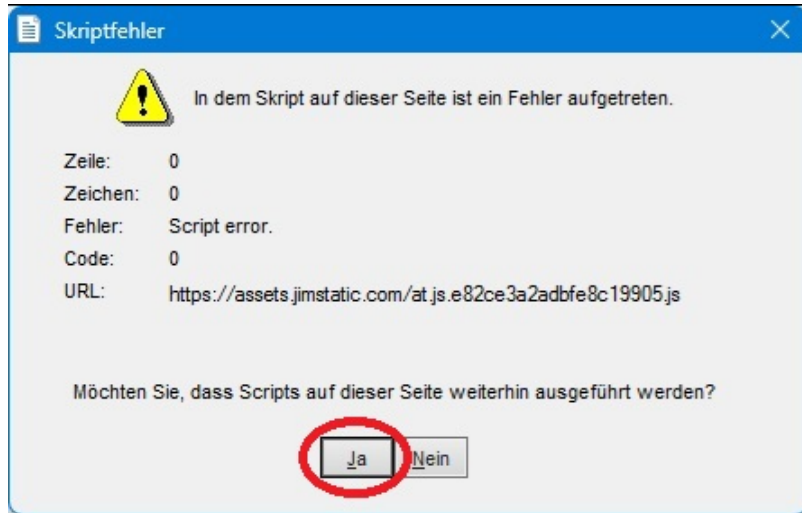 Skriptfehler
In dem Skript auf dieser Seite ist ein Fehler aufgetreten.
Zeile: 0
Zeichen: 0
Fehler: Script error.
Code: 0
URL: https://assets.jimstatic.com/at.js.e82ce3a2adbfe8c19905.js
Möchten Sie, dass Scripts auf dieser Seite weiterhin ausgeführt werden?
Ja Nein